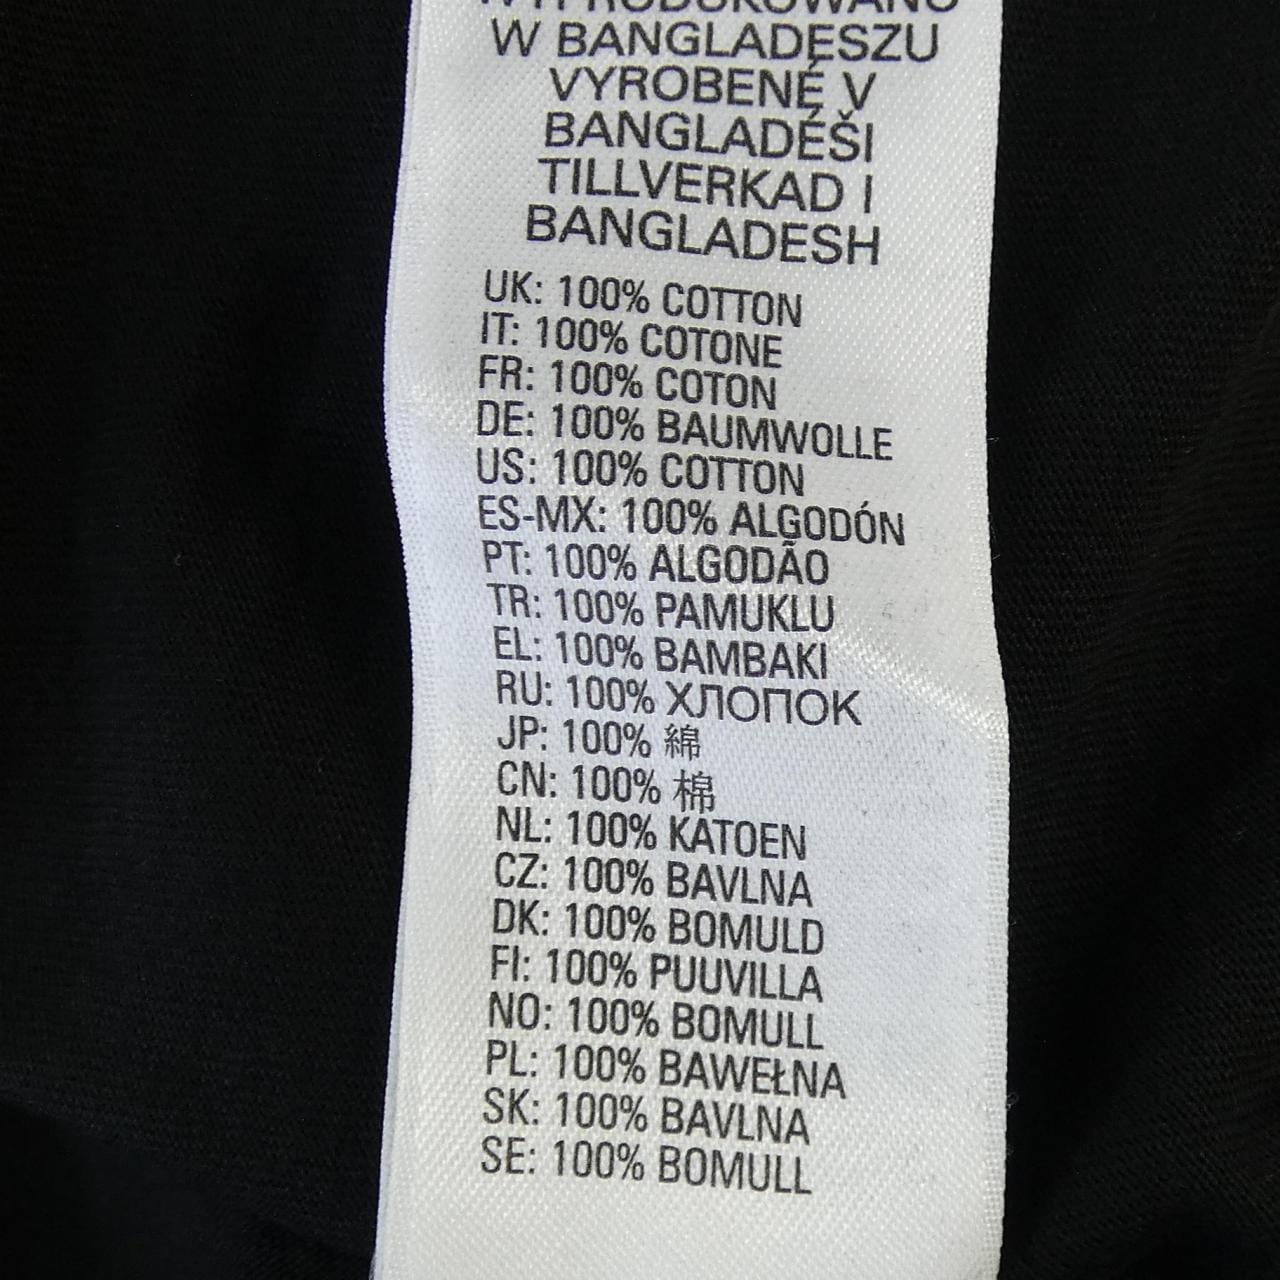 WYPRODUKOWANO
W BANGLADESZU
VYROBENÉ V
BANGLADÉŠI
TILLVERKAD I
BANGLADESH
UK: 100% COTTON
IT: 100% COTONE
FR: 100% COTON
DE: 100% BAUMWOLLE
US: 100% COTTON
ES-MX: 100% ALGODÓN
PT: 100% ALGODÃO
TR: 100% PAMUKLU
EL: 100% BAMBAKI
RU: 100% ХЛОПОК
JP: 100% 綿
CN: 100% 棉
NL: 100% KATOEN
CZ: 100% BAVLNA
DK: 100% BOMULD
FI: 100% PUUVILLA
NO: 100% BOMULL
PL: 100% BAWEŁNA
SK: 100% BAVLNA
SE: 100% BOMULL